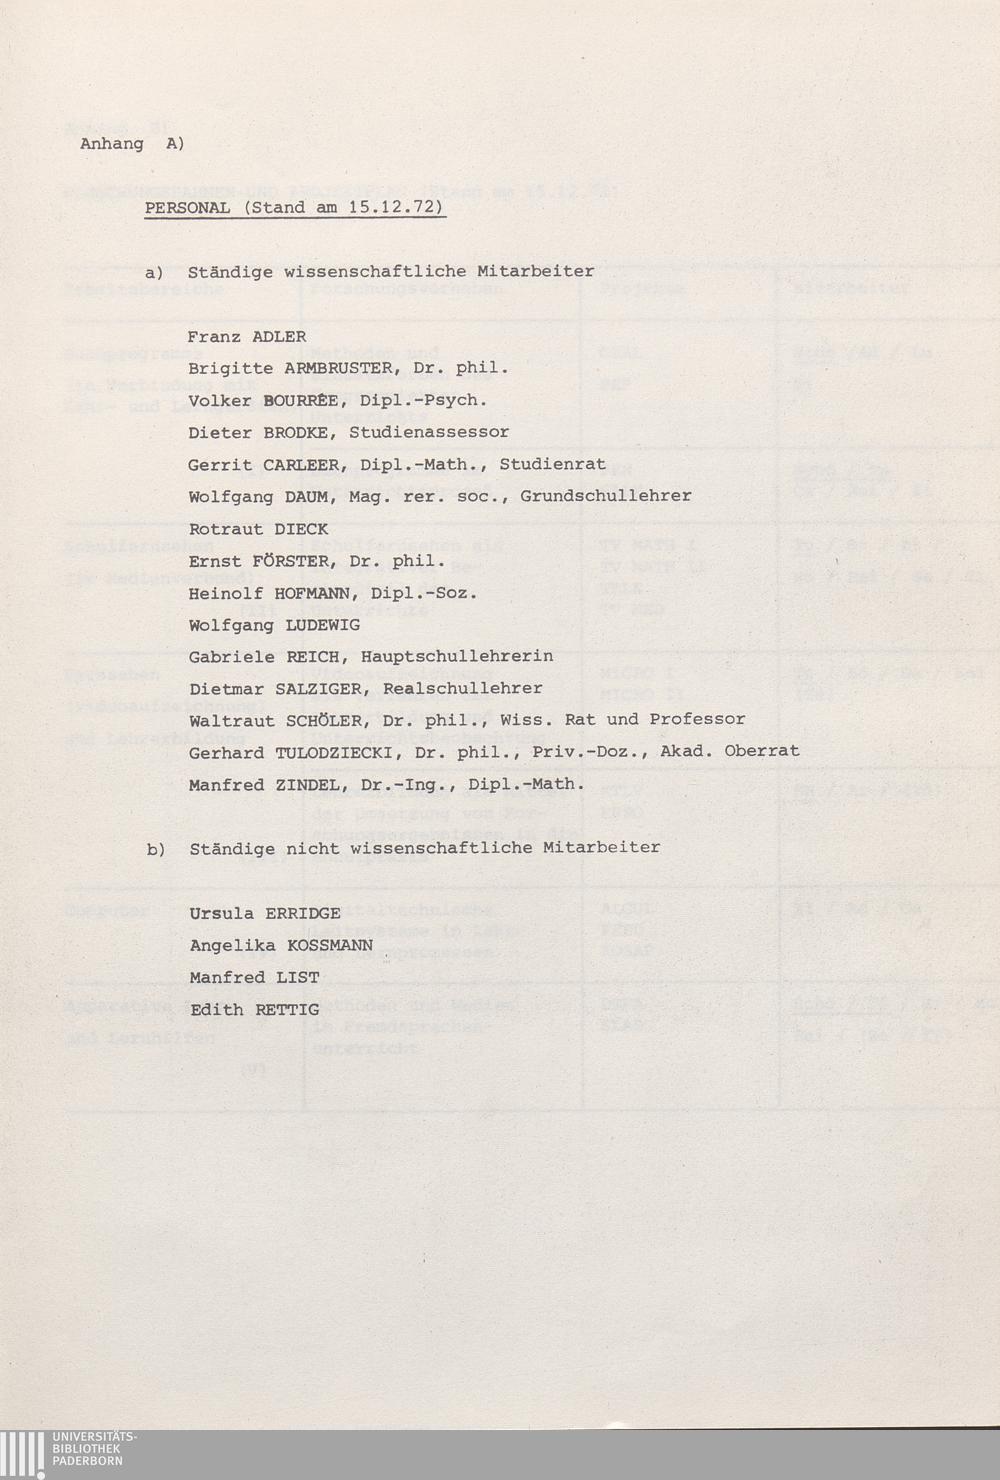 Anhang A)
PERSONAL (Stand am 15.12.72)
a) Ständige wissenschaftliche Mitarbeiter
Franz ADLER
Brigitte ARMBRUSTER, Dr. phil.
Volker BOURRÉE, Dipl.-Psych.
Dieter BRODKE, Studienassessor
Gerrit CARLEER, Dipl.-Math., Studienrat
Wolfgang DAUM, Mag. rer. soc., Grundschullehrer
Rotraut DIECK
Ernst FÖRSTER, Dr. phil.
Heinolf HOFMANN, Dipl.-Soz.
Wolfgang LUDEWIG
Gabriele REICH, Hauptschullehrerin
Dietmar SALZIGER, Realschullehrer
Waltraut SCHÖLER, Dr. phil., Wiss. Rat und Professor
Gerhard TULODZIECKI, Dr. phil., Priv.-Doz., Akad. Oberrat
Manfred ZINDEL, Dr.-Ing., Dipl.-Math.
b) Ständige nicht wissenschaftliche Mitarbeiter
Ursula ERRIDGE
Angelika KOSSMANN
Manfred LIST
Edith RETTIG
UNIVERSITÄTS-
BIBLIOTHEK
PADERBORN